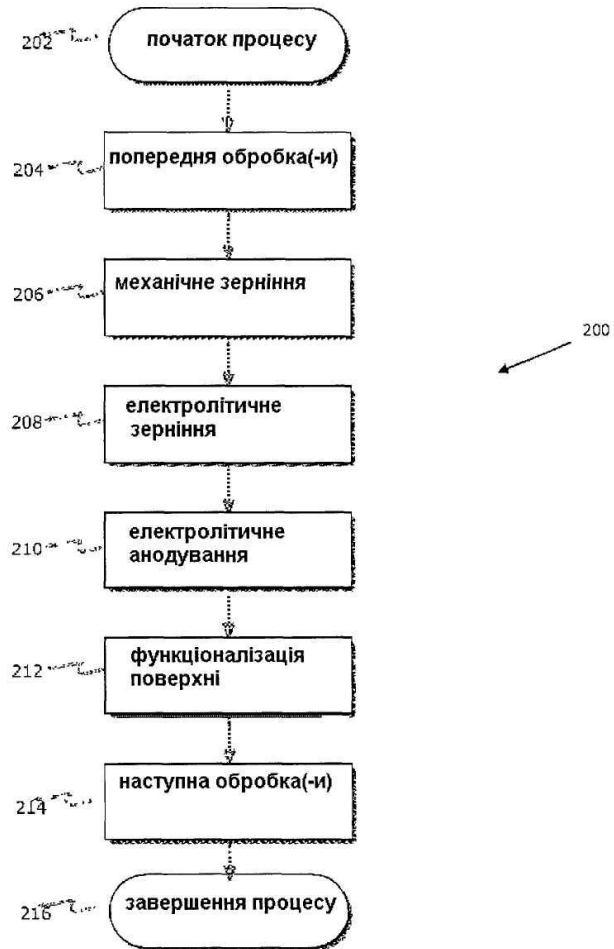 202
початок процесу
204
попередня обробка(-и)
206
механічне зерніння
200
208
електролітичне
зерніння
210
електролітичне
анодування
212
функціоналізація
поверхні
214
наступна обробка(-и)
216
завершення процесу